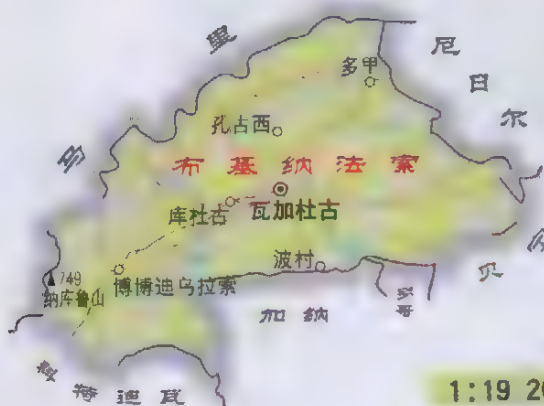 马里
尼日尔
多甲
孔古西
布基纳法索
瓦加杜古
库杜古
波村
749
纳库鲁山
博博迪乌拉索
加纳
多哥
贝
科特迪瓦
1:19 20